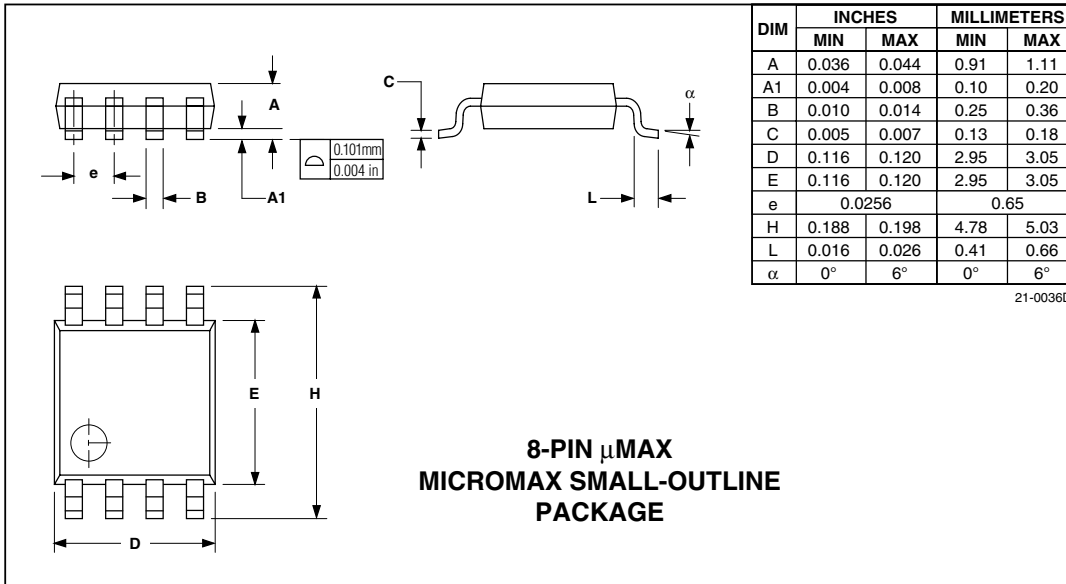 DIM INCHES MILLIMETERS
MIN MAX MIN MAX
A 0.036 0.044 0.91 1.11
A1 0.004 0.008 0.10 0.20
B 0.010 0.014 0.25 0.36
C 0.005 0.007 0.13 0.18
D 0.116 0.120 2.95 3.05
E 0.116 0.120 2.95 3.05
e 0.0256 0.65
H 0.188 0.198 4.78 5.03
L 0.016 0.026 0.41 0.66
α 0° 6° 0° 6°
21-0036D
A
C
α
0.101mm
0.004 in
e
B
A1
L
E
H
D
8-PIN μMAX
MICROMAX SMALL-OUTLINE
PACKAGE